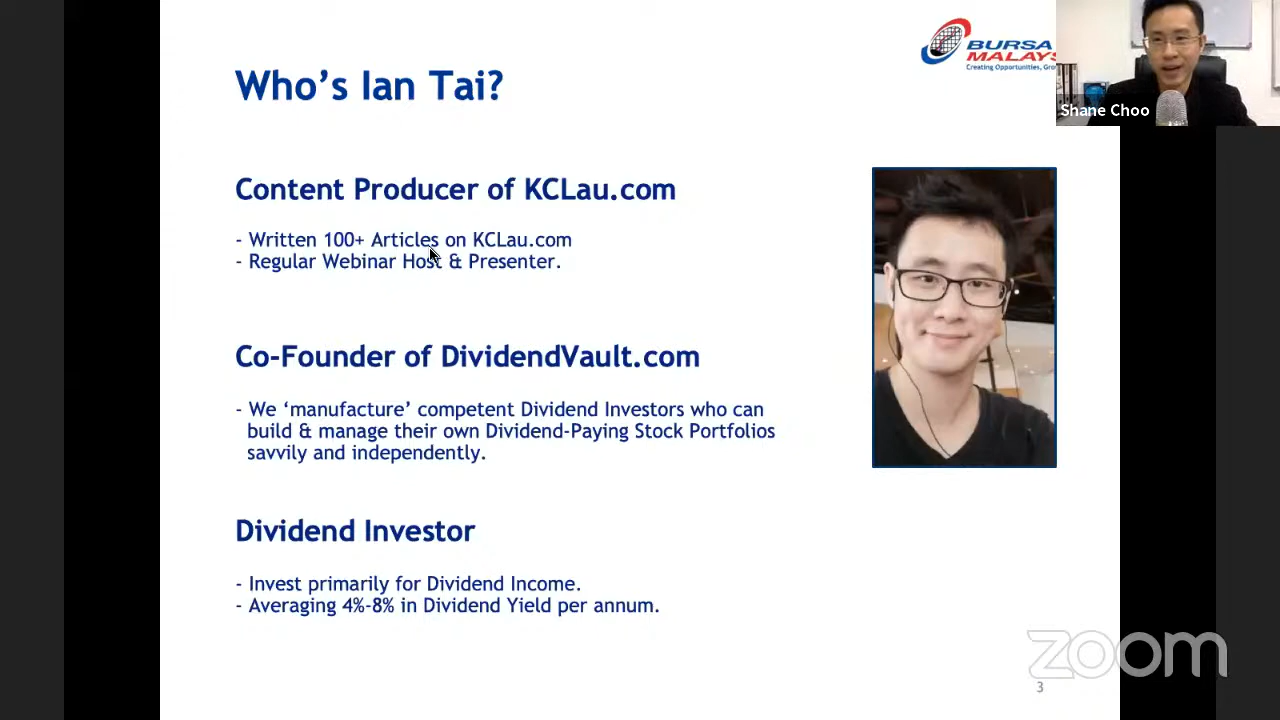 BURSA
MALAYS
Creating Opportunities, Gro
Shane Choo
Who's Ian Tai?
Content Producer of KCLau.com
- Written 100+ Articles on KCLau.com
- Regular Webinar Host & Presenter.
Co-Founder of DividendVault.com
- We ‘manufacture’ competent Dividend Investors who can
build & manage their own Dividend-Paying Stock Portfolios
savvily and independently.
Dividend Investor
- Invest primarily for Dividend Income.
- Averaging 4%-8% in Dividend Yield per annum.
zoom
3